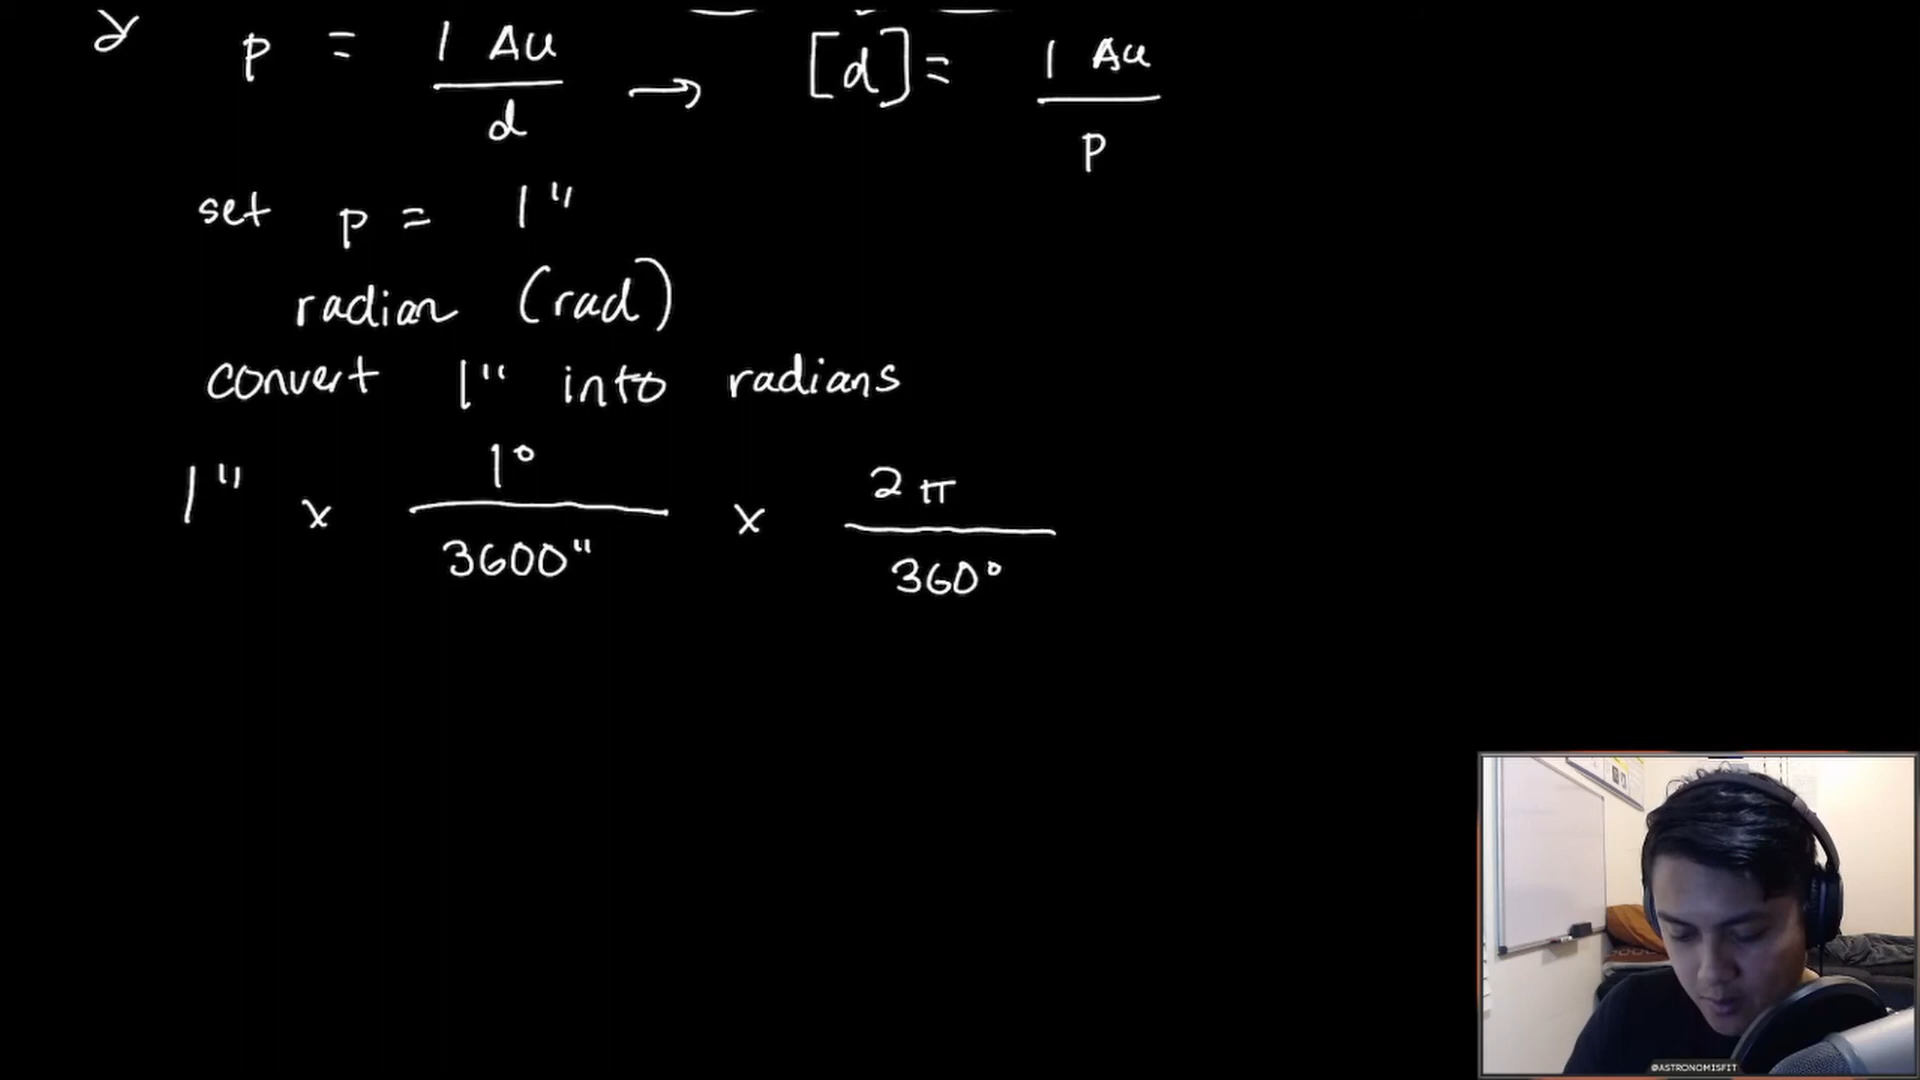 p = 1 AU / d → [d] = 1 AU / p
set p = 1"
radian (rad)
convert 1" into radians
1" x 1° / 3600" x 2π / 360°
@ASTRONOMISFIT